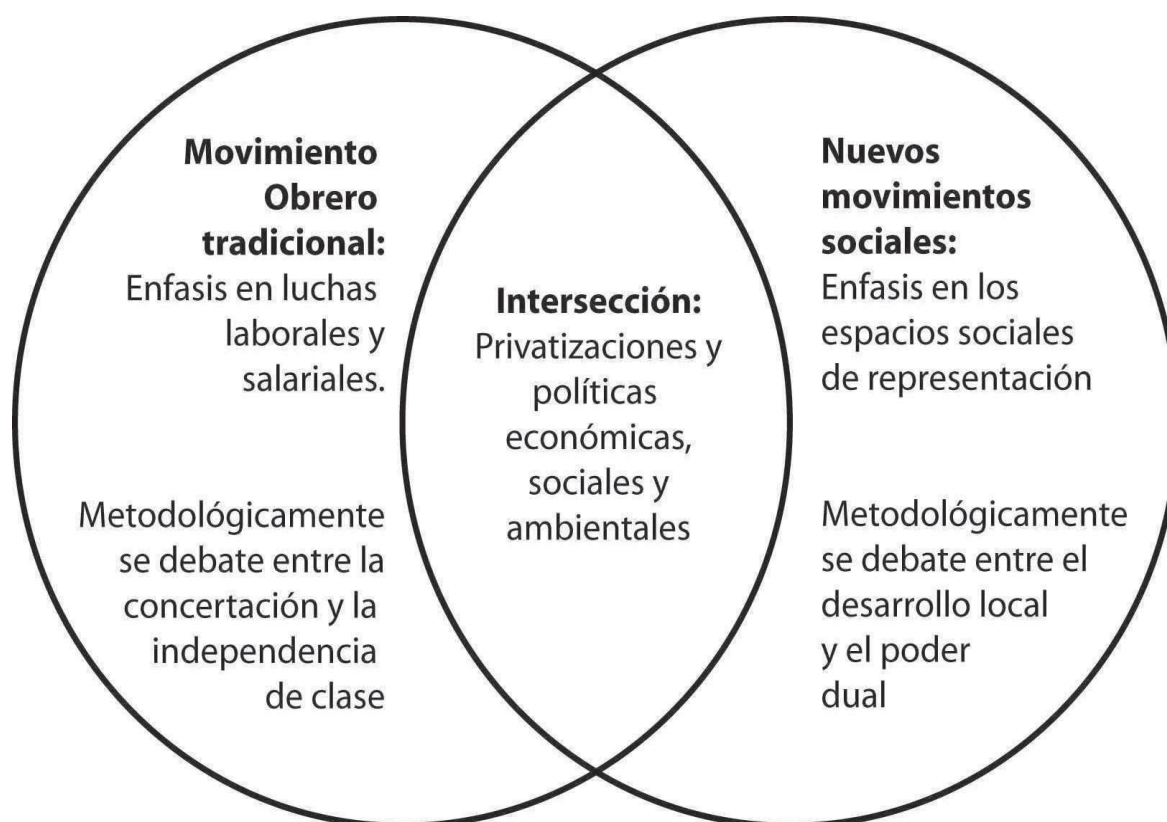 Movimiento
Obrero
tradicional:
Enfasis en luchas
laborales y
salariales.
Metodológicamente
se debate entre la
concertación y la
independencia
de clase
Intersección:
Privatizaciones y
políticas
económicas,
sociales y
ambientales
Nuevos
movimientos
sociales:
Enfasis en los
espacios sociales
de representación
Metodológicamente
se debate entre el
desarrollo local
y el poder
dual